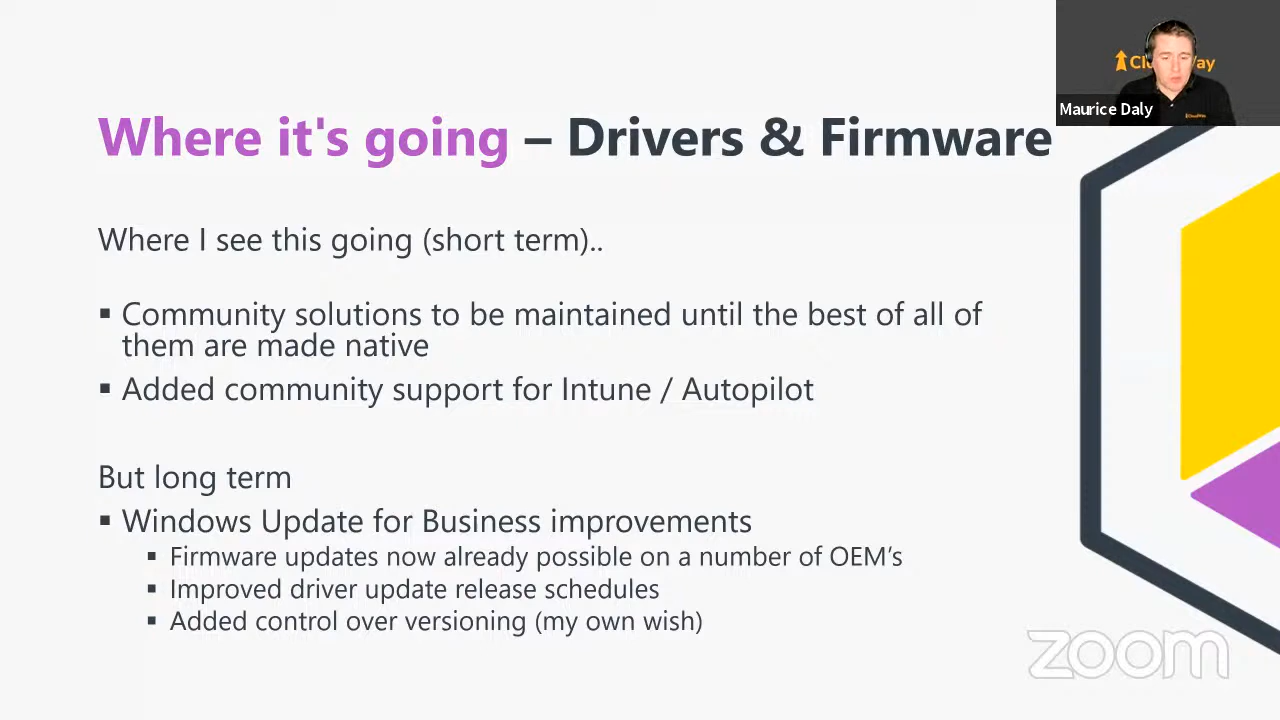 Maurice Daly
Where it's going – Drivers & Firmware
Where I see this going (short term)..
▪ Community solutions to be maintained until the best of all of
them are made native
▪ Added community support for Intune / Autopilot
But long term
▪ Windows Update for Business improvements
▪ Firmware updates now already possible on a number of OEM’s
▪ Improved driver update release schedules
▪ Added control over versioning (my own wish)
zoom